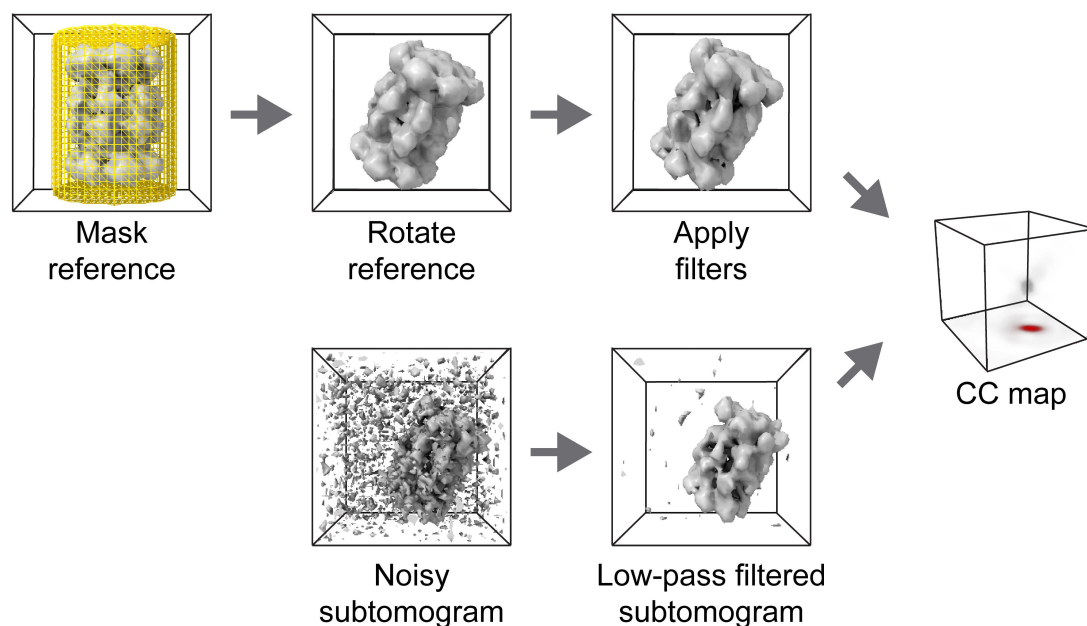 Mask
reference
Rotate
reference
Apply
filters
CC map
Noisy
subtomogram
Low-pass filtered
subtomogram